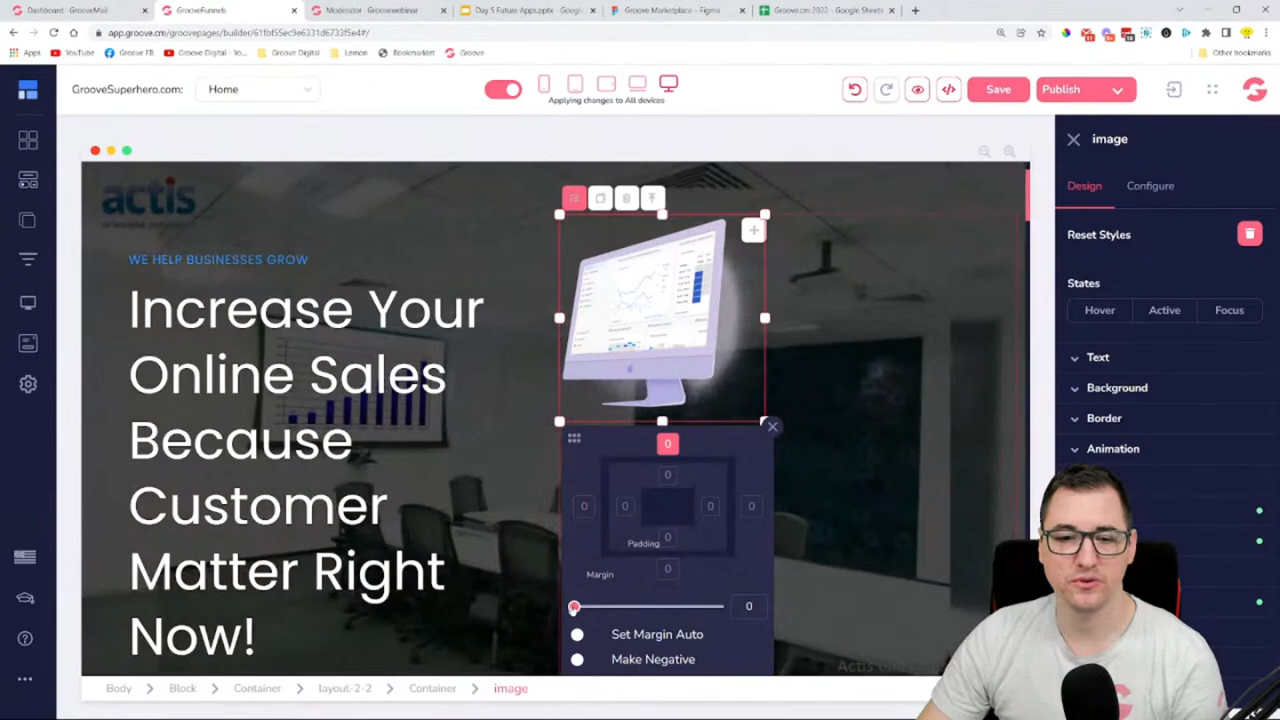 Dashboard | GrooveMail
GrooveFunnels
Moderator - Groovewebinar
Day 5 Future Apps.pptx - Google
Groove Marketplace – Figma
Groove.cm 2022 - Google Sheets
app.groove.cm/groovepages/builder/61fbf55ec9e6331d6733f5e4#/
Apps
YouTube
Groove FB
Groove Digital - Yo...
Groove Digital
Lemon
Bookmarklet
Groove
Other bookmarks
GrooveSuperhero.com:
Home
Applying changes to All devices
Save
Publish
image
Design
Configure
Reset Styles
States
Hover
Active
Focus
Text
Background
Border
Animation
actis
WE HELP BUSINESSES GROW
Increase Your
Online Sales
Because
Customer
Matter Right
Now!
0
0
0
0
0
0
Padding
0
Margin
0
0
Set Margin Auto
Make Negative
Body
Block
Container
layout-2-2
Container
image